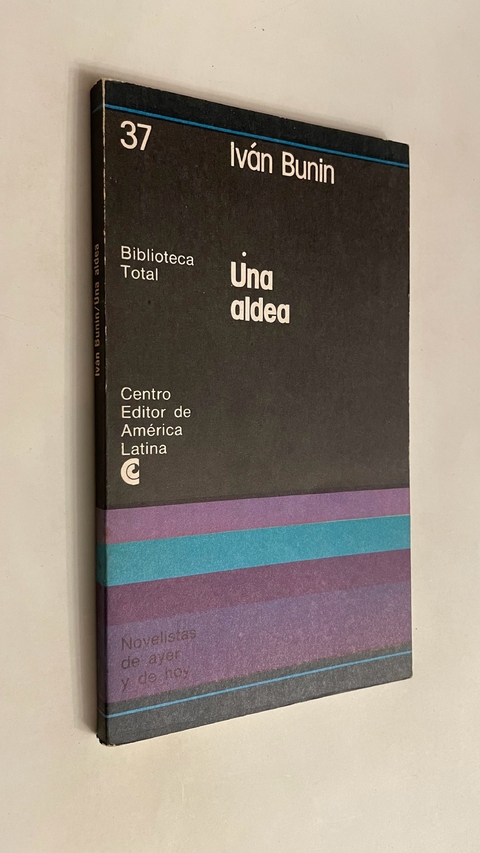 37
Iván Bunin
Biblioteca
Total
Una
aldea
Centro
Editor de
América
Latina
Novelistas
de ayer
y de hoy
Iván Bunin/Una aldea